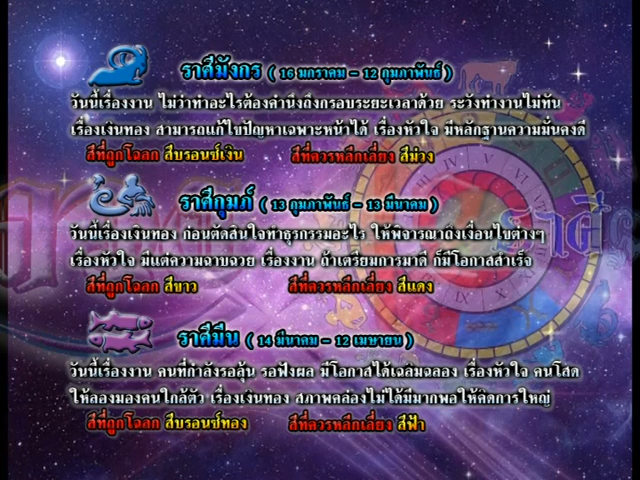 ราศีมังกร ( 16 มกราคม - 12 กุมภาพันธ์ )
วันนี้เรื่องงาน ไม่ว่าทำอะไรต้องคำนึงถึงกรอบระยะเวลาด้วย ระวังทำงานไม่ทัน
เรื่องเงินทอง สามารถแก้ไขปัญหาเฉพาะหน้าได้ เรื่องหัวใจ มีหลักฐานความมั่นคงดี
สีที่ถูกโฉลก สีบรอนซ์เงิน สีที่ควรหลีกเลี่ยง สีม่วง
ราศีกุมภ์ ( 13 กุมภาพันธ์ - 13 มีนาคม )
วันนี้เรื่องเงินทอง ก่อนตัดสินใจทำธุรกรรมอะไร ให้พิจารณาถึงเงื่อนไขต่างๆ
เรื่องหัวใจ มีแต่ความฉาบฉวย เรื่องงาน ถ้าเตรียมการมาดี ก็มีโอกาสสำเร็จ
สีที่ถูกโฉลก สีขาว สีที่ควรหลีกเลี่ยง สีแดง
ราศีมีน ( 14 มีนาคม - 12 เมษายน )
วันนี้เรื่องงาน คนที่กำลังรอลุ้น รอฟังผล มีโอกาสได้เฉลิมฉลอง เรื่องหัวใจ คนโสด
ให้ลองมองคนใกล้ตัว เรื่องเงินทอง สภาพคล่องไม่ได้มีมากพอให้คิดการใหญ่
สีที่ถูกโฉลก สีบรอนซ์ทอง สีที่ควรหลีกเลี่ยง สีฟ้า